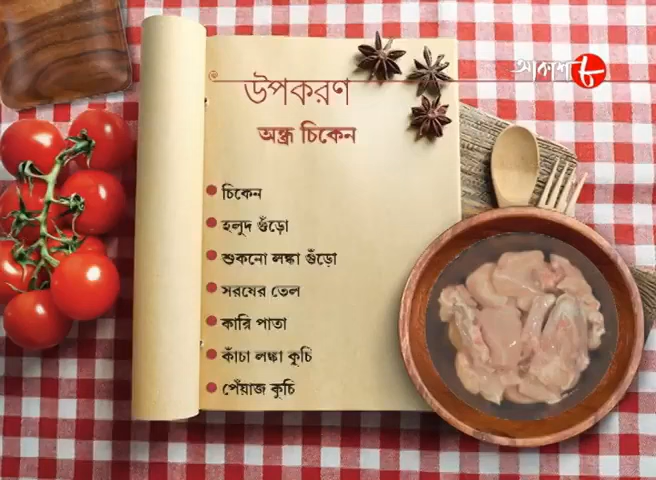 আকাশ ৮
উপকরণ
অন্ধ্র চিকেন
চিকেন
হলুদ গুঁড়ো
শুকনো লঙ্কা গুঁড়ো
সরষের তেল
কারি পাতা
কাঁচা লঙ্কা কুচি
পেঁয়াজ কুচি